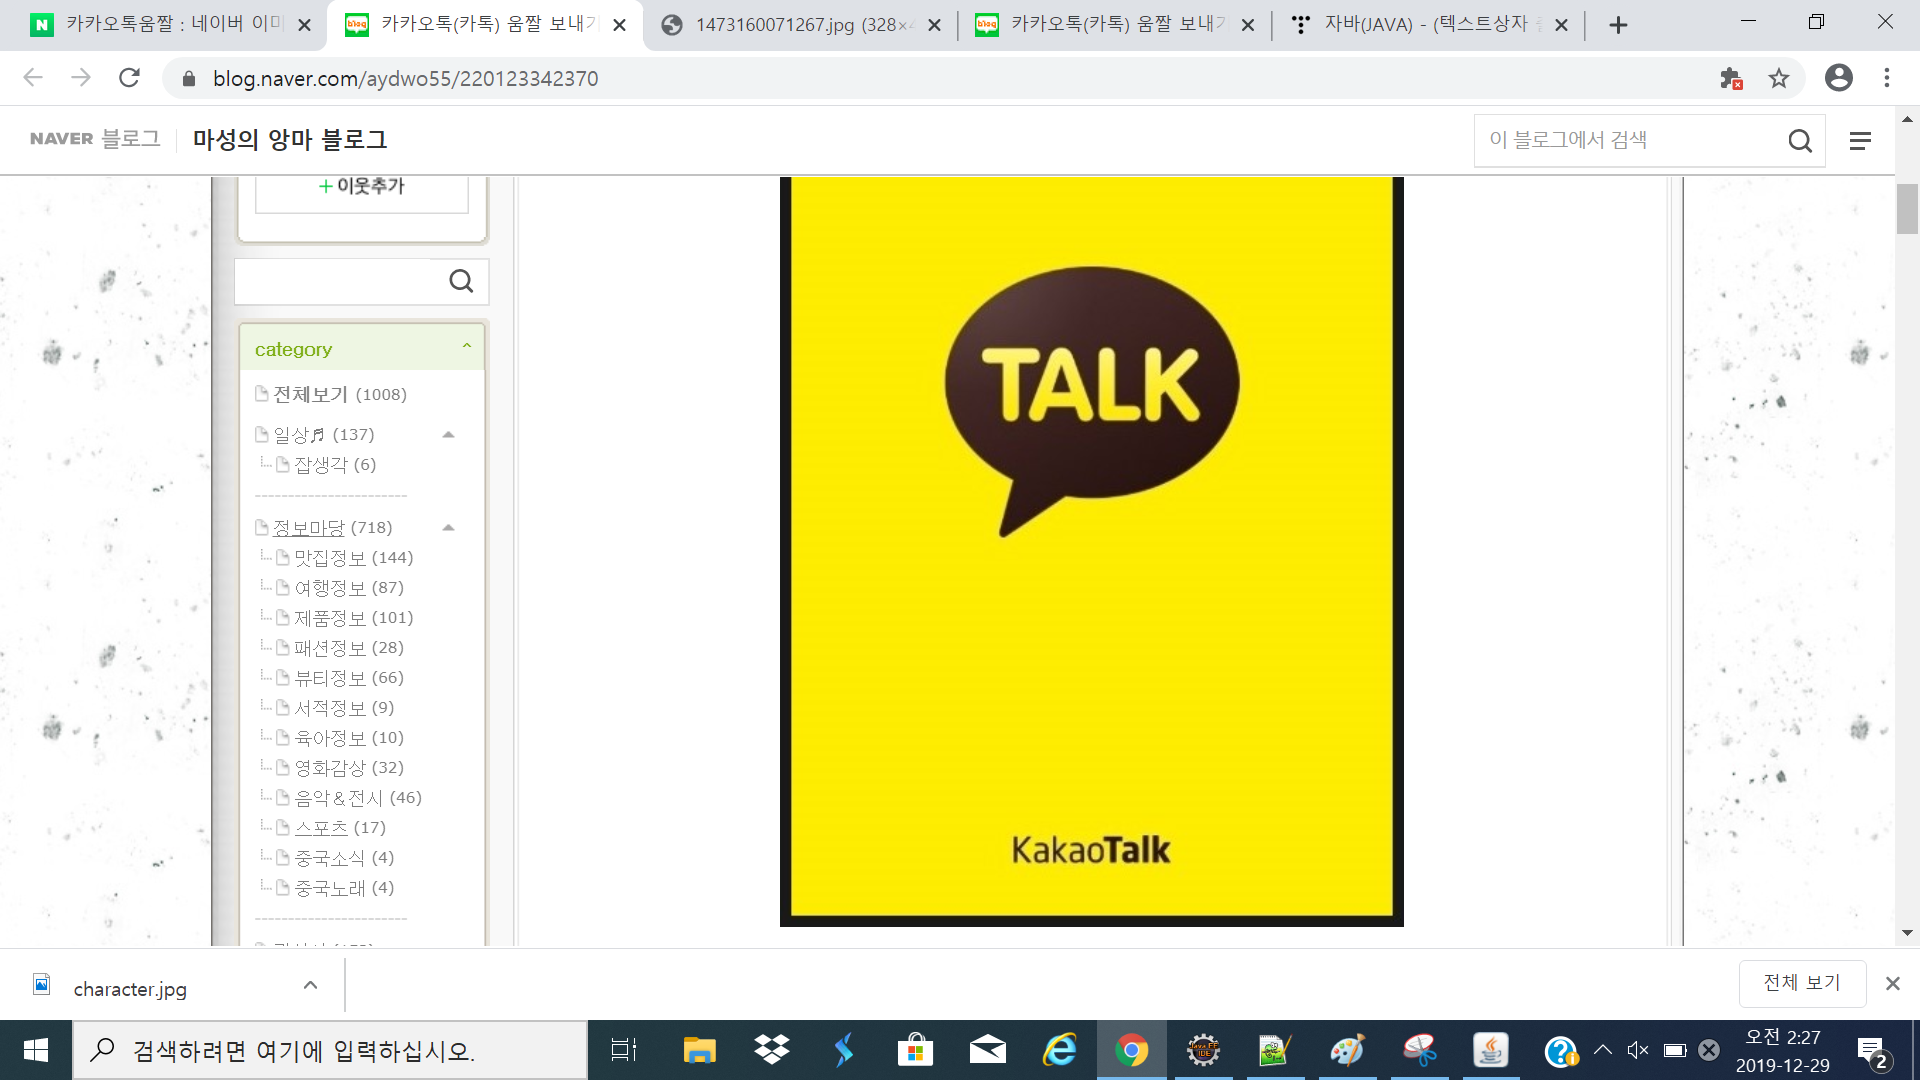 카카오톡움짤 : 네이버 이미
카카오톡(카톡) 움짤 보내기
1473160071267.jpg (328×4
카카오톡(카톡) 움짤 보내기
자바(JAVA) - (텍스트상자
blog.naver.com/aydwo55/220123342370
NAVER 블로그
마성의 앙마 블로그
이 블로그에서 검색
+ 이웃추가
category
전체보기 (1008)
일상♬ (137)
잡생각 (6)
정보마당 (718)
맛집정보 (144)
여행정보 (87)
제품정보 (101)
패션정보 (28)
뷰티정보 (66)
서적정보 (9)
육아정보 (10)
영화감상 (32)
음악&전시 (46)
스포츠 (17)
중국소식 (4)
중국노래 (4)
TALK
KakaoTalk
character.jpg
전체 보기
검색하려면 여기에 입력하십시오.
오전 2:27
2019-12-29
2